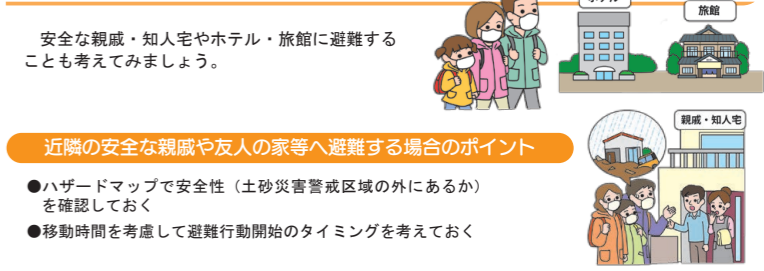 ホテル
旅館
安全な親戚・知人宅やホテル・旅館に避難する
ことも考えてみましょう。
親戚・知人宅
近隣の安全な親戚や友人の家等へ避難する場合のポイント
●ハザードマップで安全性（土砂災害警戒区域の外にあるか）
を確認しておく
●移動時間を考慮して避難行動開始のタイミングを考えておく